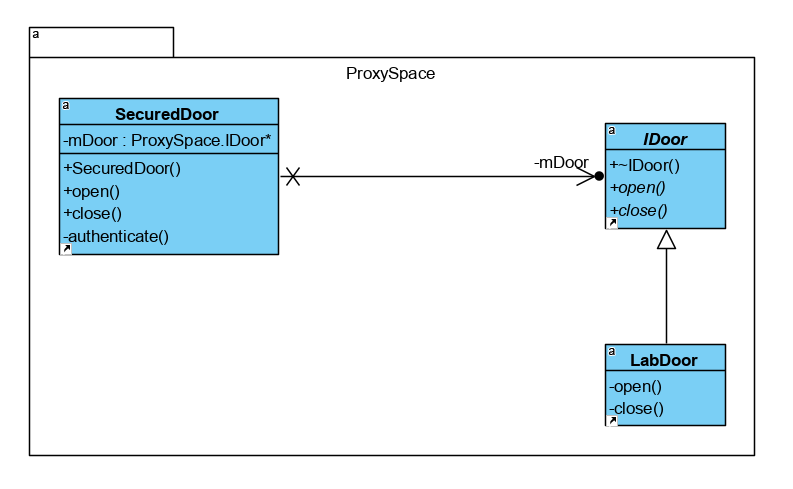 a
ProxySpace
a
SecuredDoor
-mDoor : ProxySpace.IDoor*
+SecuredDoor()
+open()
+close()
-authenticate()
-mDoor
a
IDoor
+~IDoor()
+open()
+close()
a
LabDoor
-open()
-close()